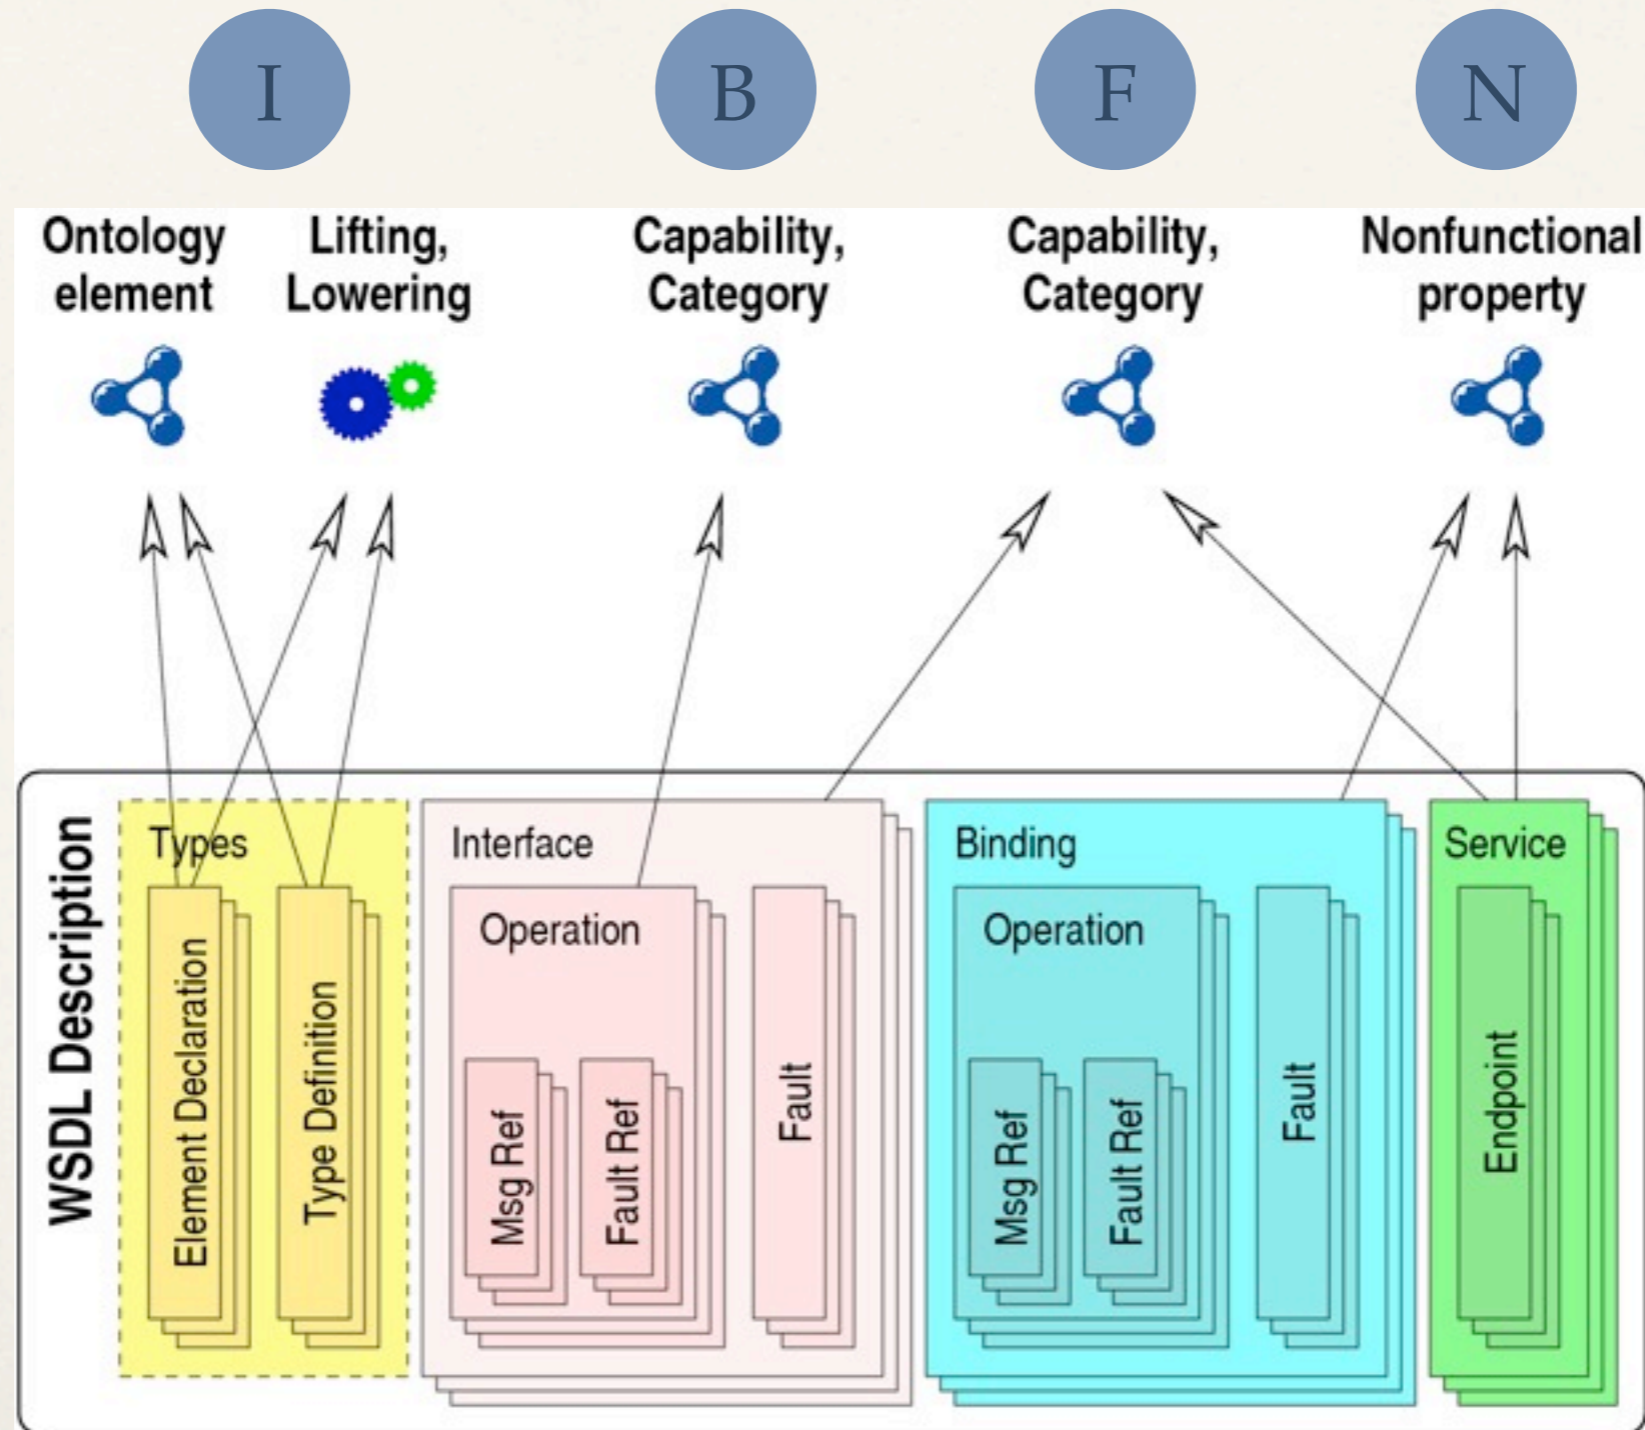 I
B
F
N
Ontology
element
Lifting,
Lowering
Capability,
Category
Capability,
Category
Nonfunctional
property
WSDL Description
Types
Element Declaration
Type Definition
Interface
Operation
Msg Ref
Fault Ref
Fault
Binding
Operation
Msg Ref
Fault Ref
Fault
Service
Endpoint